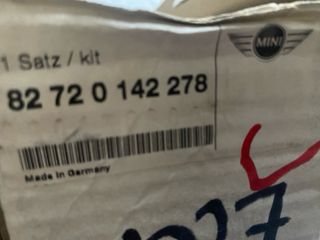 1 Satz / kit
MINI
82 72 0 142 278
Made in Germany